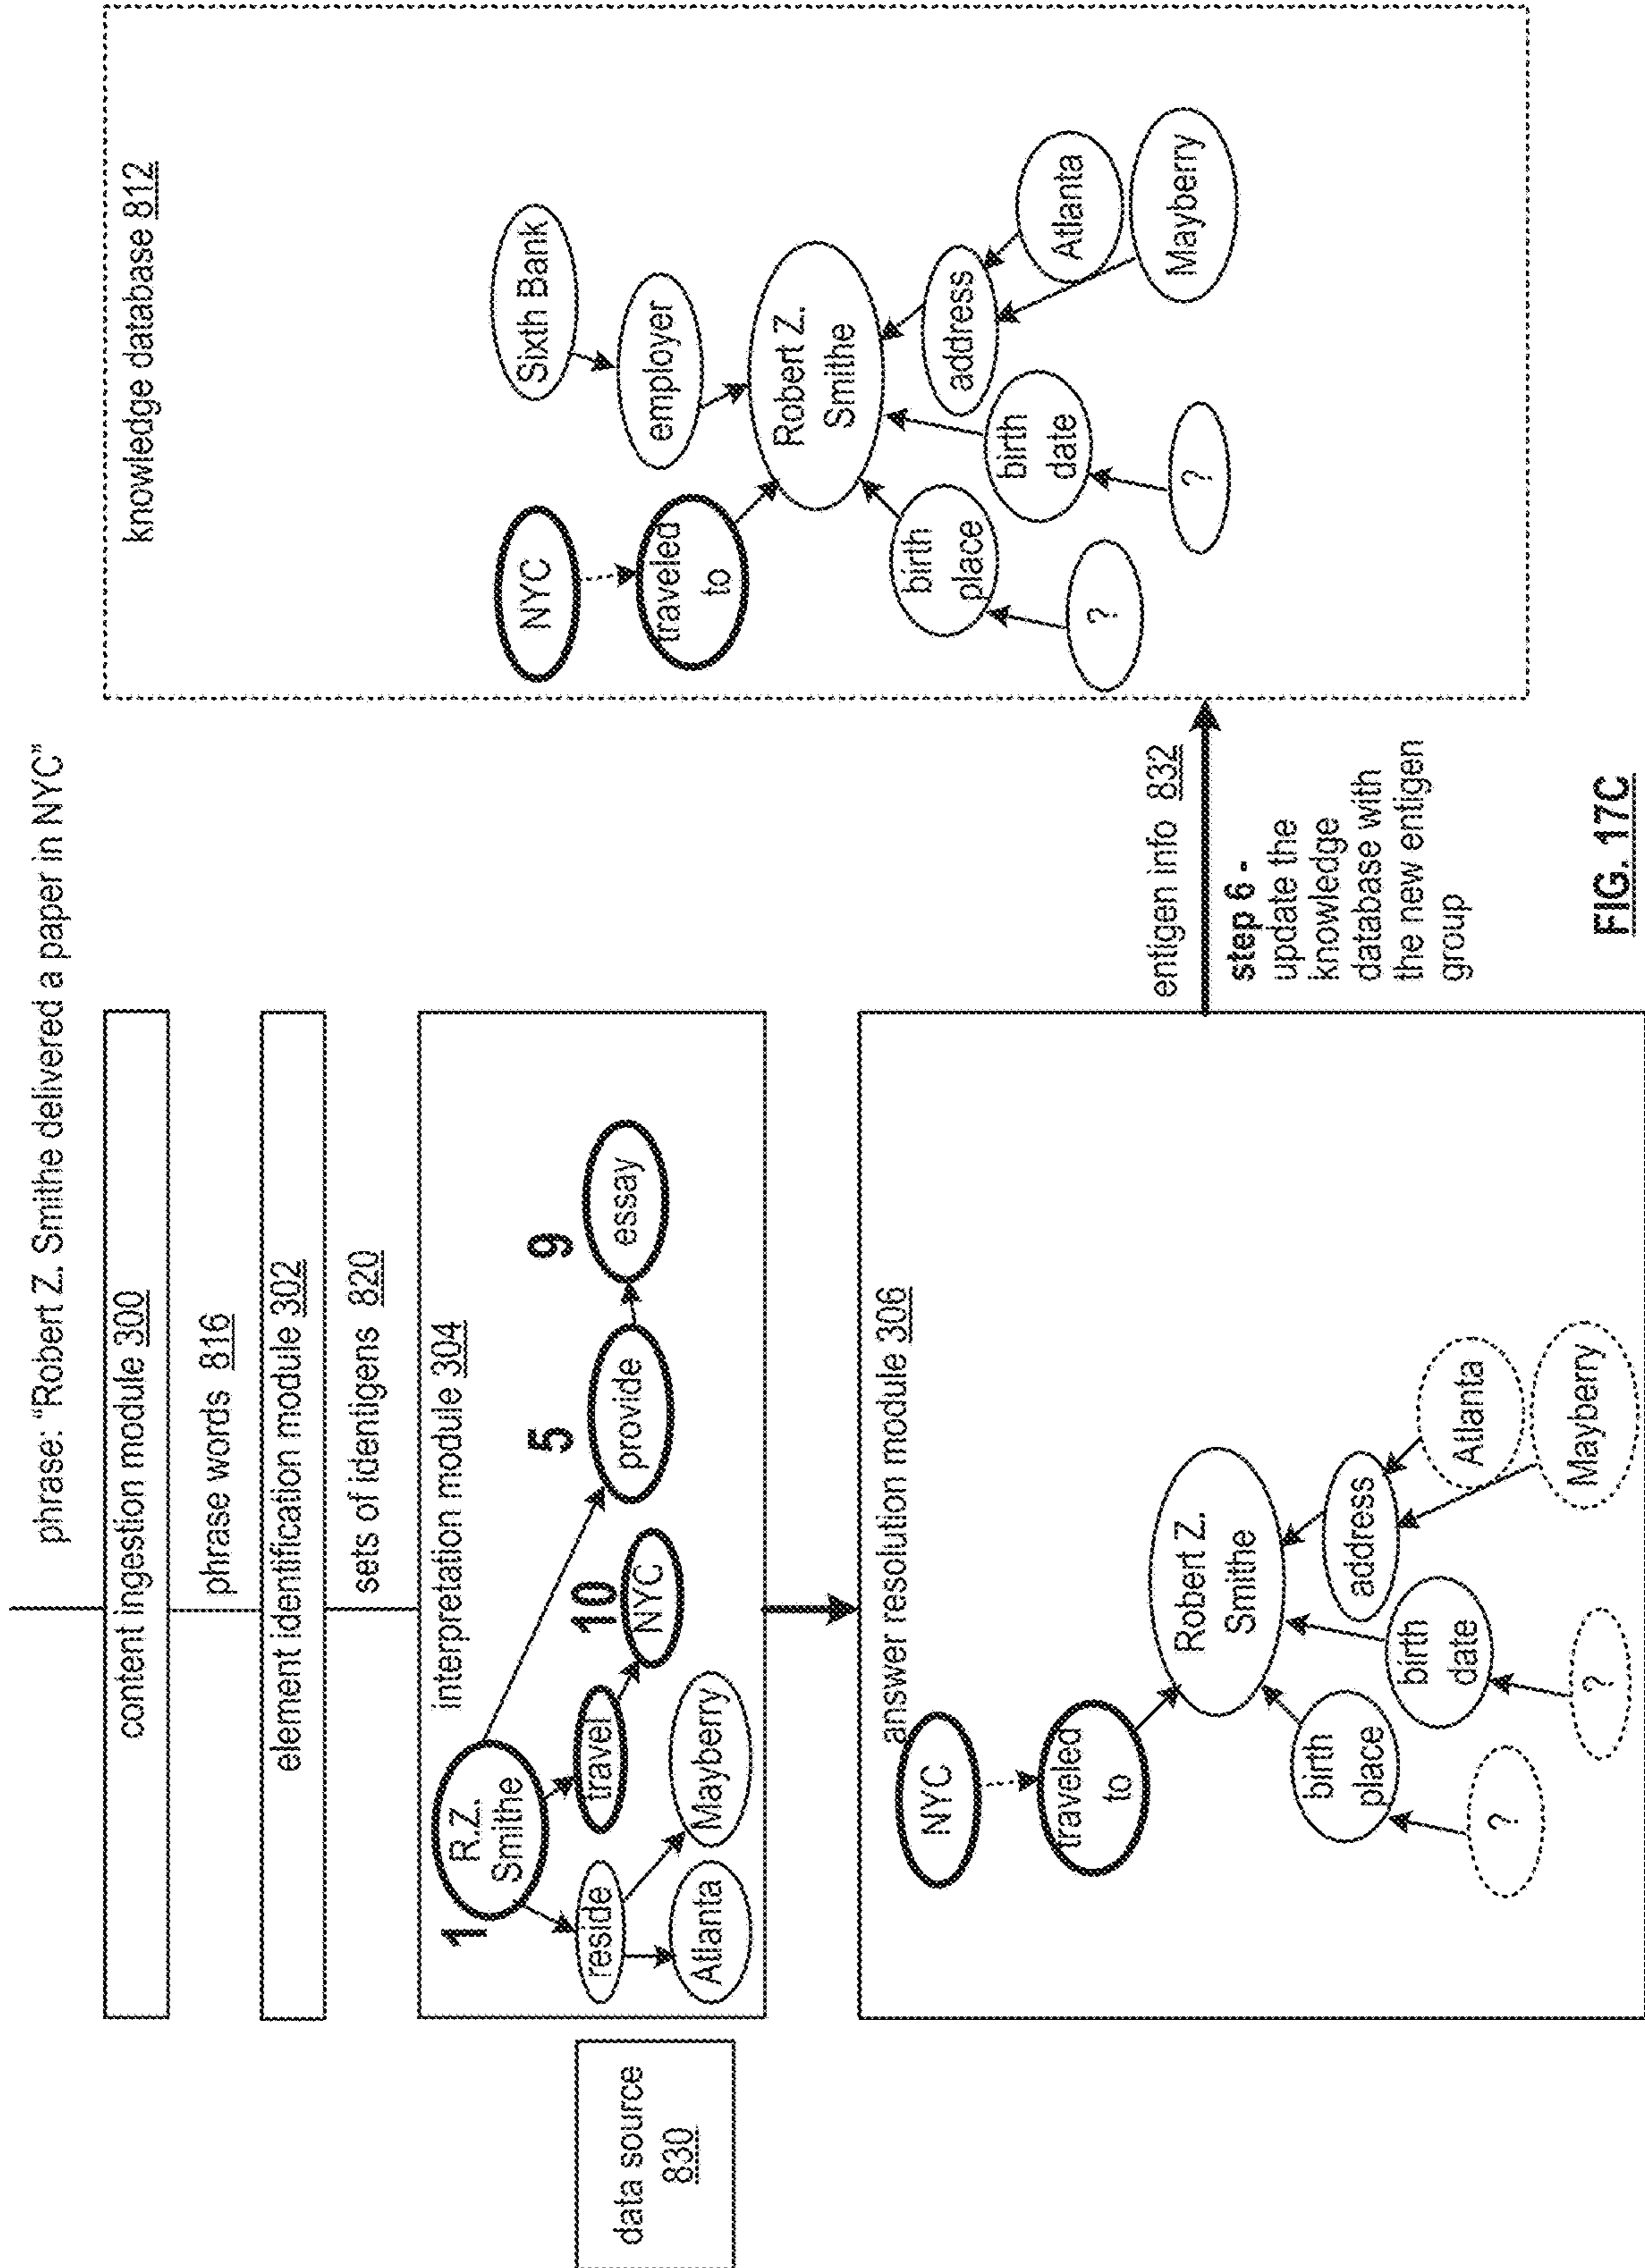 phrase: “Robert Z. Smithe delivered a paper in NYC”
content ingestion module 300
phrase words 816
element identification module 302
sets of identigens 820
data source
830
interpretation module 304
1
R.Z.
Smithe
reside
travel
Atlanta
Mayberry
10
NYC
5
provide
9
essay
answer resolution module 306
NYC
traveled
to
Robert Z.
Smithe
birth
place
?
birth
date
?
address
Atlanta
Mayberry
entigen info 832
step 6 -
update the
knowledge
database with
the new entigen
group
knowledge database 812
NYC
Sixth Bank
traveled
to
employer
Robert Z.
Smithe
birth
place
?
birth
date
?
address
Atlanta
Mayberry
FIG. 17C